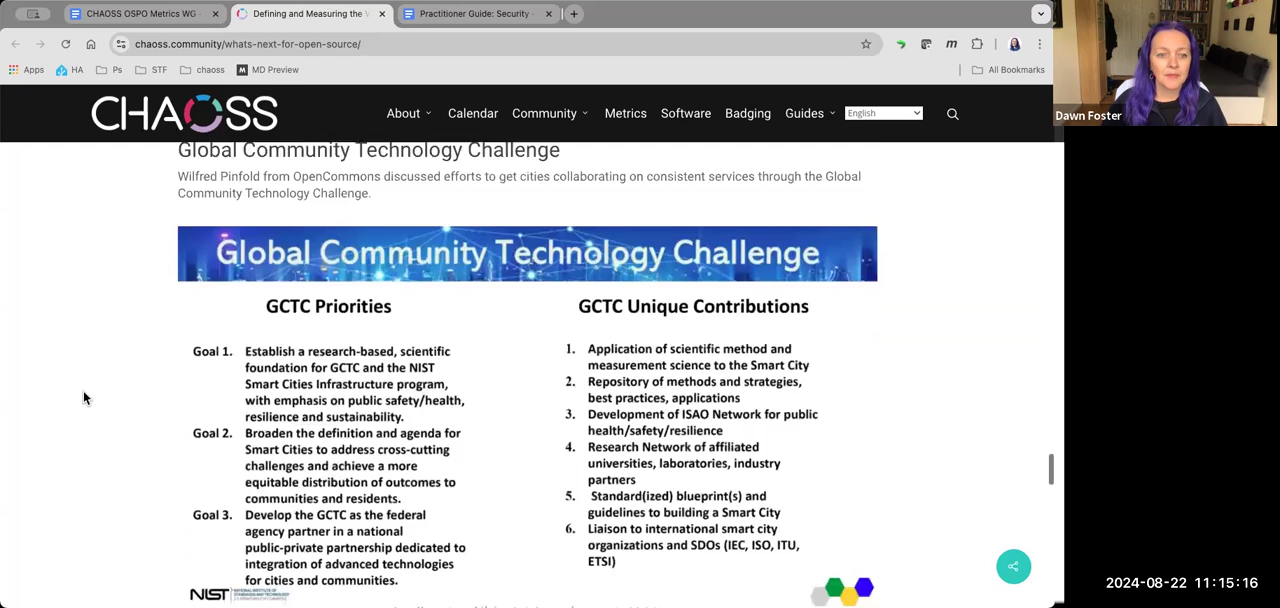 CHAOSS OSPO Metrics WG -
Defining and Measuring the V
Practitioner Guide: Security -
chaoss.community/whats-next-for-open-source/
Apps
HA
Ps
STF
chaoss
MD Preview
All Bookmarks
CHAOSS
About
Calendar
Community
Metrics
Software
Badging
Guides
English
Dawn Foster
Global Community Technology Challenge
Wilfred Pinfold from OpenCommons discussed efforts to get cities collaborating on consistent services through the Global
Community Technology Challenge.
Global Community Technology Challenge
GCTC Priorities
Goal 1. Establish a research-based, scientific
foundation for GCTC and the NIST
Smart Cities Infrastructure program,
with emphasis on public safety/health,
resilience and sustainability.
Goal 2. Broaden the definition and agenda for
Smart Cities to address cross-cutting
challenges and achieve a more
equitable distribution of outcomes to
communities and residents.
Goal 3. Develop the GCTC as the federal
agency partner in a national
public-private partnership dedicated to
integration of advanced technologies
for cities and communities.
GCTC Unique Contributions
1. Application of scientific method and
measurement science to the Smart City
2. Repository of methods and strategies,
best practices, applications
3. Development of ISAO Network for public
health/safety/resilience
4. Research Network of affiliated
universities, laboratories, industry
partners
5. Standard(ized) blueprint(s) and
guidelines to building a Smart City
6. Liaison to international smart city
organizations and SDOs (IEC, ISO, ITU,
ETSI)
NIST
2024-08-22 11:15:16